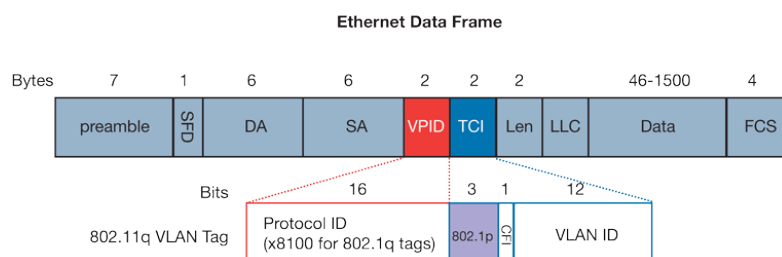 Ethernet Data Frame
Bytes 7 1 6 6 2 2 2 46-1500 4
preamble SFD DA SA VPID TCI Len LLC Data FCS
Bits 16 3 1 12
802.11q VLAN Tag
Protocol ID
(x8100 for 802.1q tags)
802.1p CFI VLAN ID